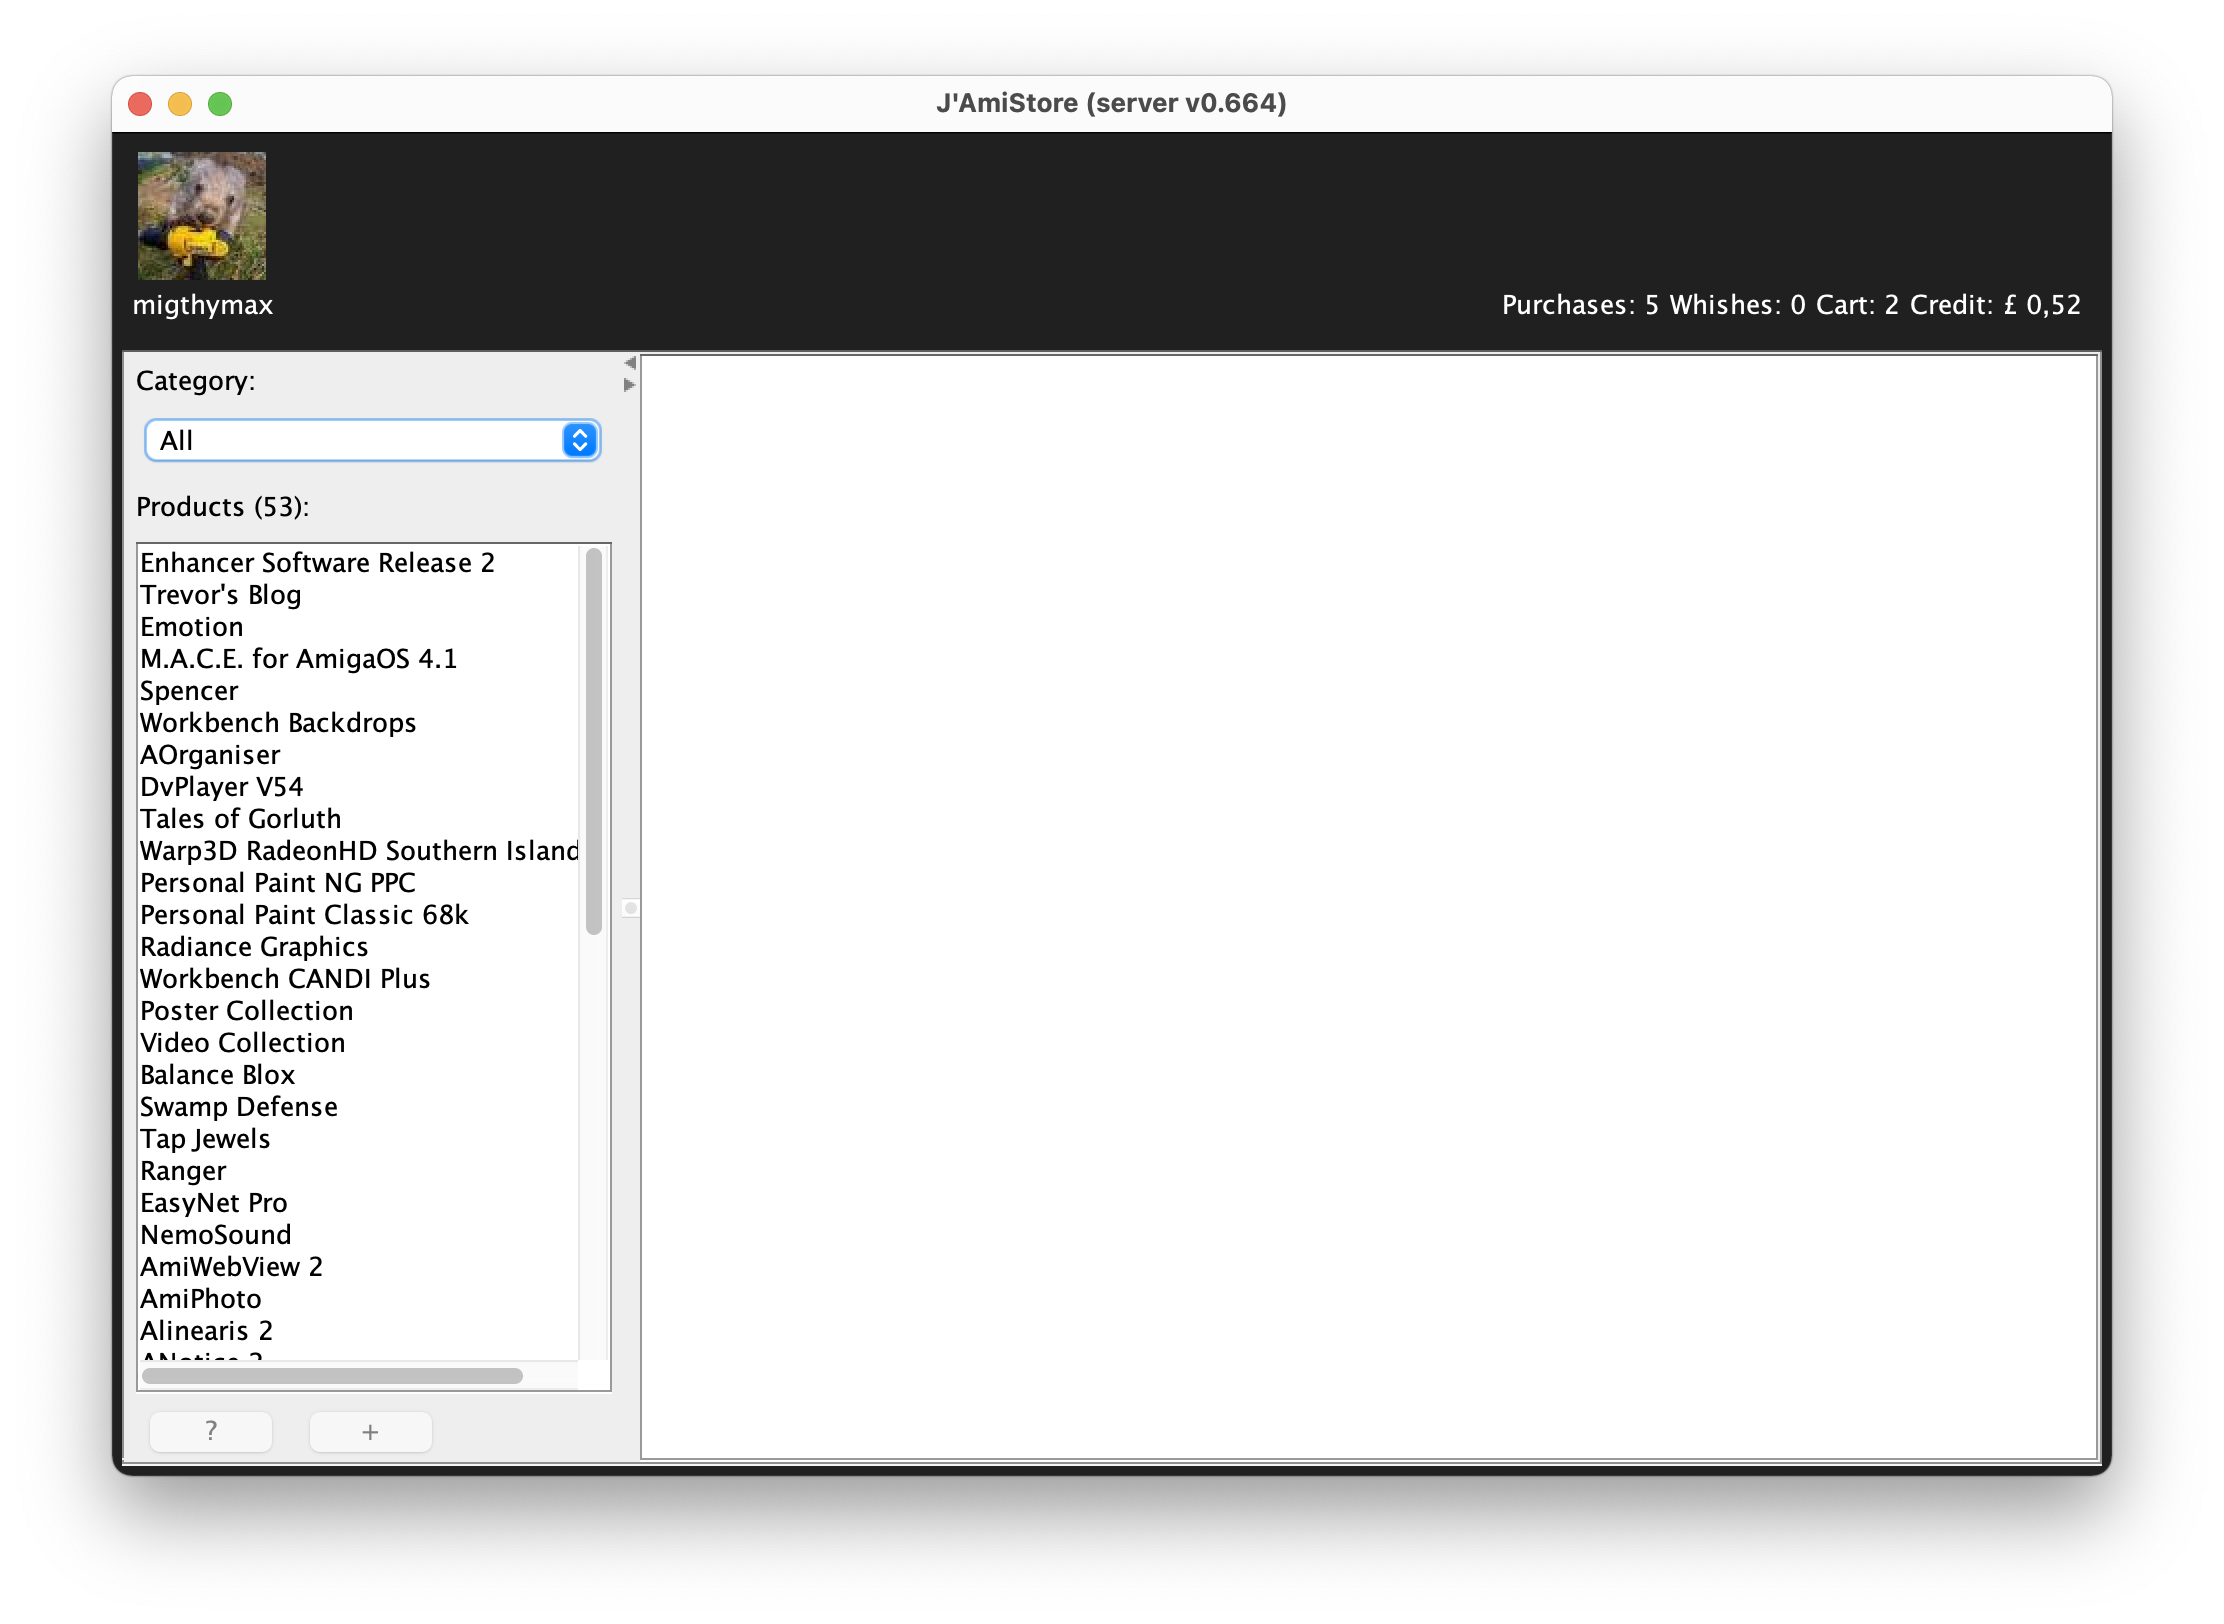 J'AmiStore (server v0.664)
migthymax
Purchases: 5 Whishes: 0 Cart: 2 Credit: £ 0,52
Category:
All
Products (53):
Enhancer Software Release 2
Trevor's Blog
Emotion
M.A.C.E. for AmigaOS 4.1
Spencer
Workbench Backdrops
AOrganiser
DvPlayer V54
Tales of Gorluth
Warp3D RadeonHD Southern Island
Personal Paint NG PPC
Personal Paint Classic 68k
Radiance Graphics
Workbench CANDI Plus
Poster Collection
Video Collection
Balance Blox
Swamp Defense
Tap Jewels
Ranger
EasyNet Pro
NemoSound
AmiWebView 2
AmiPhoto
Alinearis 2
? +